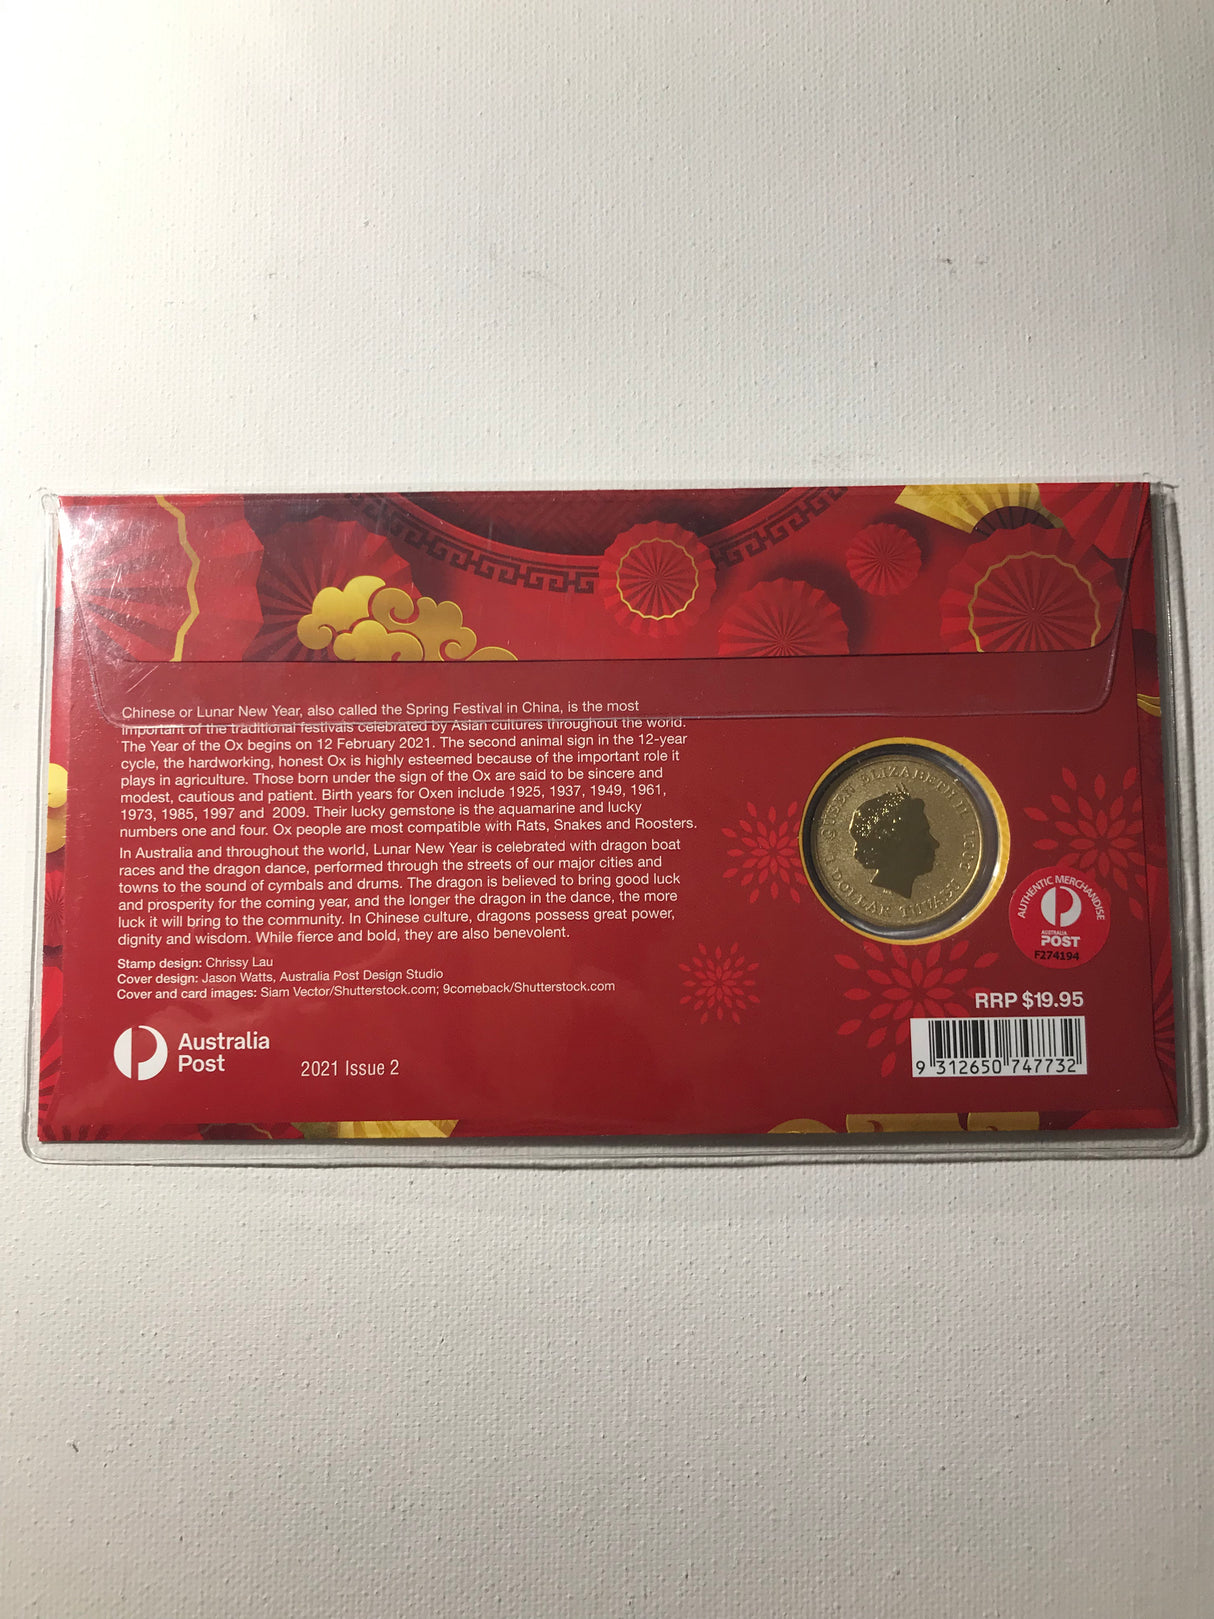 Chinese or Lunar New Year, also called the Spring Festival in China, is the most
important of the traditional festivals celebrated by Asian cultures throughout the world.
The Year of the Ox begins on 12 February 2021. The second animal sign in the 12-year
cycle, the hardworking, honest Ox is highly esteemed because of the important role it
plays in agriculture. Those born under the sign of the Ox are said to be sincere and
modest, cautious and patient. Birth years for Oxen include 1925, 1937, 1949, 1961,
1973, 1985, 1997 and 2009. Their lucky gemstone is the aquamarine and lucky
numbers one and four. Ox people are most compatible with Rats, Snakes and Roosters.
In Australia and throughout the world, Lunar New Year is celebrated with dragon boat
races and the dragon dance, performed through the streets of our major cities and
towns to the sound of cymbals and drums. The dragon is believed to bring good luck
and prosperity for the coming year, and the longer the dragon in the dance, the more
luck it will bring to the community. In Chinese culture, dragons possess great power,
dignity and wisdom. While fierce and bold, they are also benevolent.
Stamp design: Chrissy Lau
Cover design: Jason Watts, Australia Post Design Studio
Cover and card images: Siam Vector/Shutterstock.com; 9comeback/Shutterstock.com
Australia
Post
2021 Issue 2
QUEEN ELIZABETH II
1 DOLLAR TUVALU
AUTHENTIC MERCHANDISE
AUSTRALIA
POST
F274194
RRP $19.95
9 312650 747732